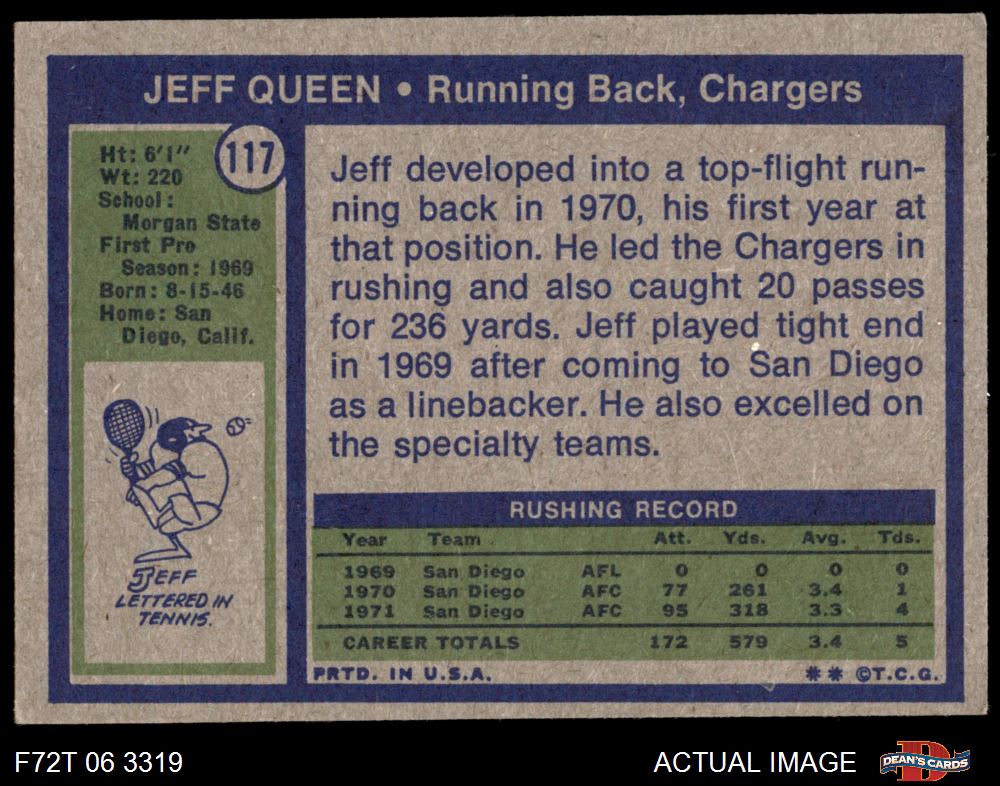 JEFF QUEEN • Running Back, Chargers
117
Ht: 6'1"
Wt: 220
School:
Morgan State
First Pro
Season: 1969
Born: 8-15-46
Home: San
Diego, Calif.
JEFF
LETTERED IN
TENNIS.
Jeff developed into a top-flight run-
ning back in 1970, his first year at
that position. He led the Chargers in
rushing and also caught 20 passes
for 236 yards. Jeff played tight end
in 1969 after coming to San Diego
as a linebacker. He also excelled on
the specialty teams.
RUSHING RECORD
Year Team Att. Yds. Avg. Tds.
1969 San Diego AFL 0 0 0 0
1970 San Diego AFC 77 261 3.4 1
1971 San Diego AFC 95 318 3.3 4
CAREER TOTALS 172 579 3.4 5
PRTD. IN U.S.A. ** ©T.C.G.
F72T 06 3319 ACTUAL IMAGE D DEAN'S CARDS